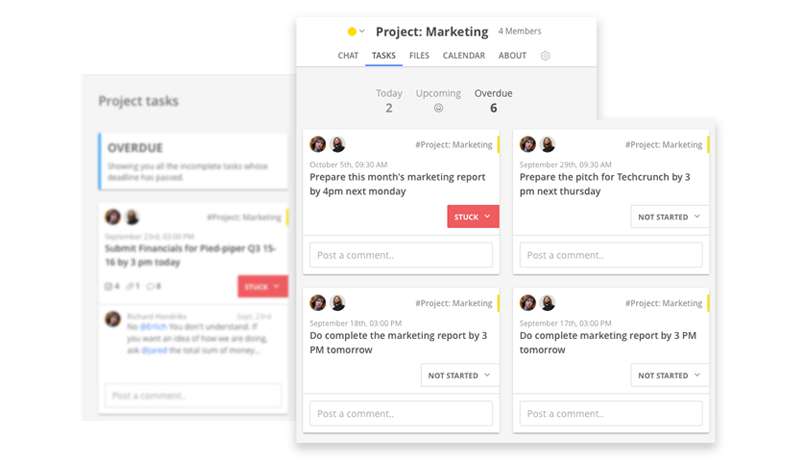 Project: Marketing
4 Members
CHAT TASKS FILES CALENDAR ABOUT
Today Upcoming Overdue
2 6
#Project: Marketing
October 5th, 09:30 AM
Prepare this month's marketing report
by 4pm next monday
STUCK
Post a comment..
#Project: Marketing
September 29th, 09:30 AM
Prepare the pitch for Techcrunch by 3
pm next thursday
NOT STARTED
Post a comment..
#Project: Marketing
September 18th, 03:00 PM
Do complete the marketing report by 3
PM tomorrow
NOT STARTED
Post a comment..
#Project: Marketing
September 17th, 03:00 PM
Do complete marketing report by 3 PM
tomorrow
NOT STARTED
Post a comment..
Project tasks
OVERDUE
Showing you all the incomplete tasks whose
deadline has passed.
#Project: Marketing
September 23rd, 03:00 PM
Submit Financials for Pied-piper Q3 15-
16 by 3 pm today
4 1 8
STUCK
Richard Hendriks
Sept, 23rd
No @Erlich You don't understand. If
you want an idea of how we are doing,
ask @Jared the total sum of money...
Post a comment..